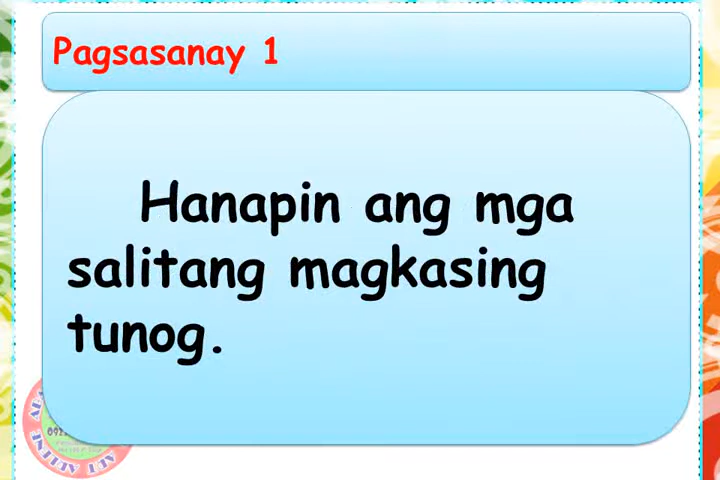 Pagsasanay 1
Hanapin ang mga
salitang magkasing
tunog.